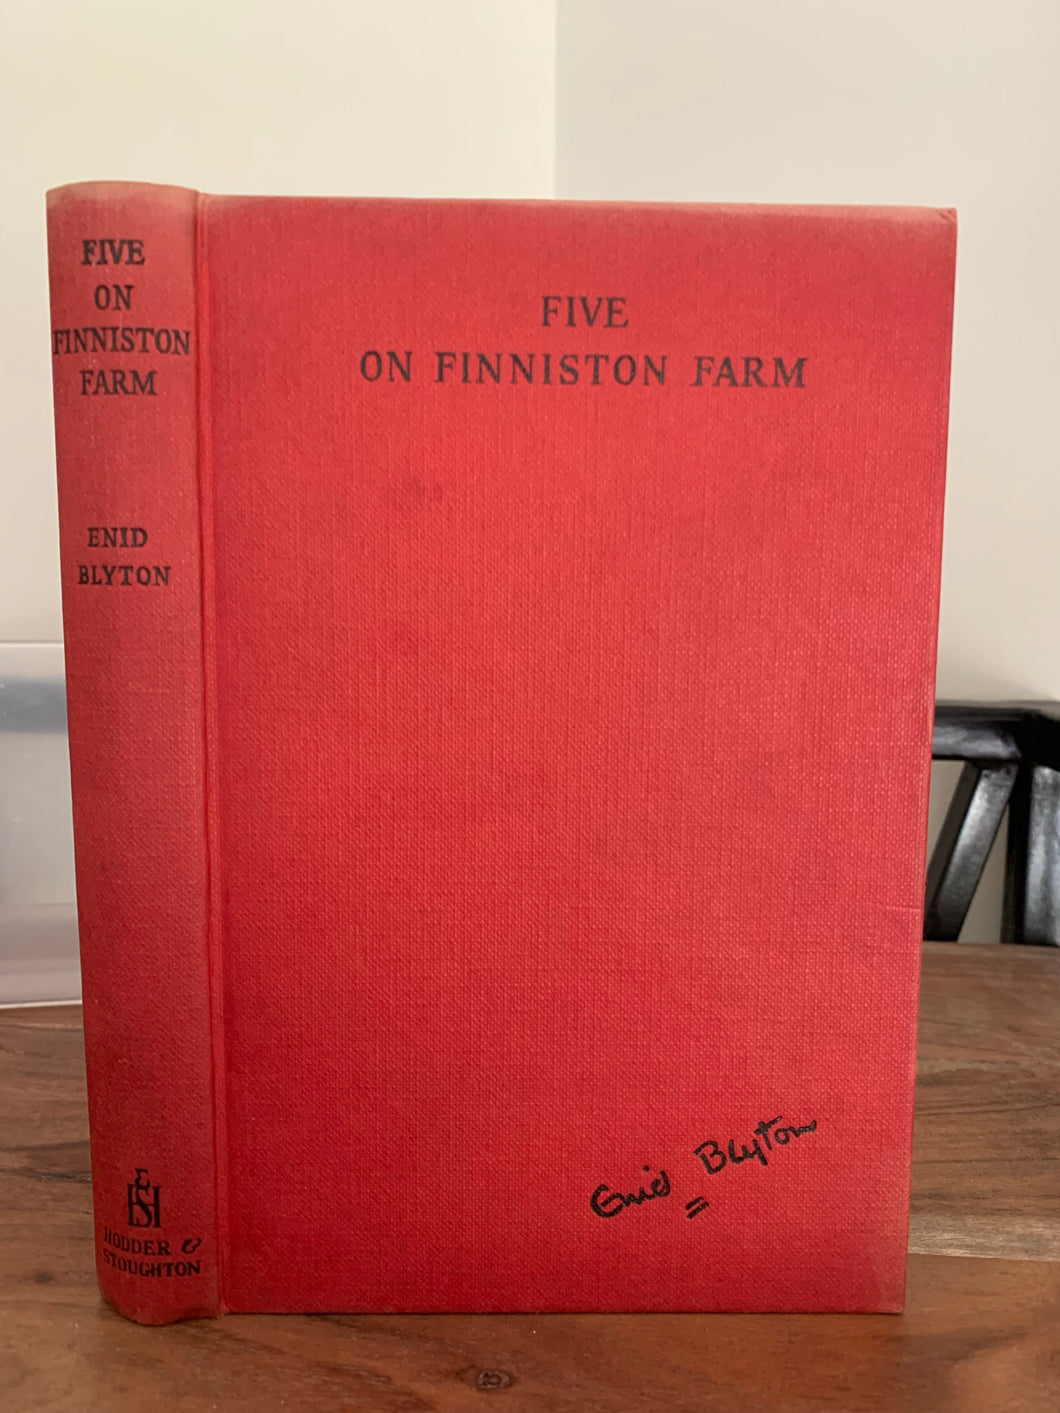 FIVE
ON
FINNISTON
FARM
ENID
BLYTON
H&S
HODDER &
STOUGHTON
FIVE
ON FINNISTON FARM
Enid Blyton